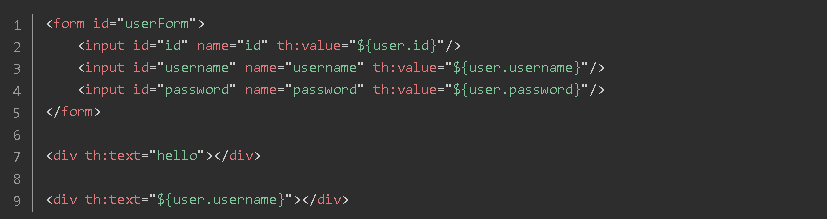 1 <form id="userForm">
2     <input id="id" name="id" th:value="${user.id}"/>
3     <input id="username" name="username" th:value="${user.username}"/>
4     <input id="password" name="password" th:value="${user.password}"/>
5 </form>
6
7 <div th:text="hello"></div>
8
9 <div th:text="${user.username}"></div>